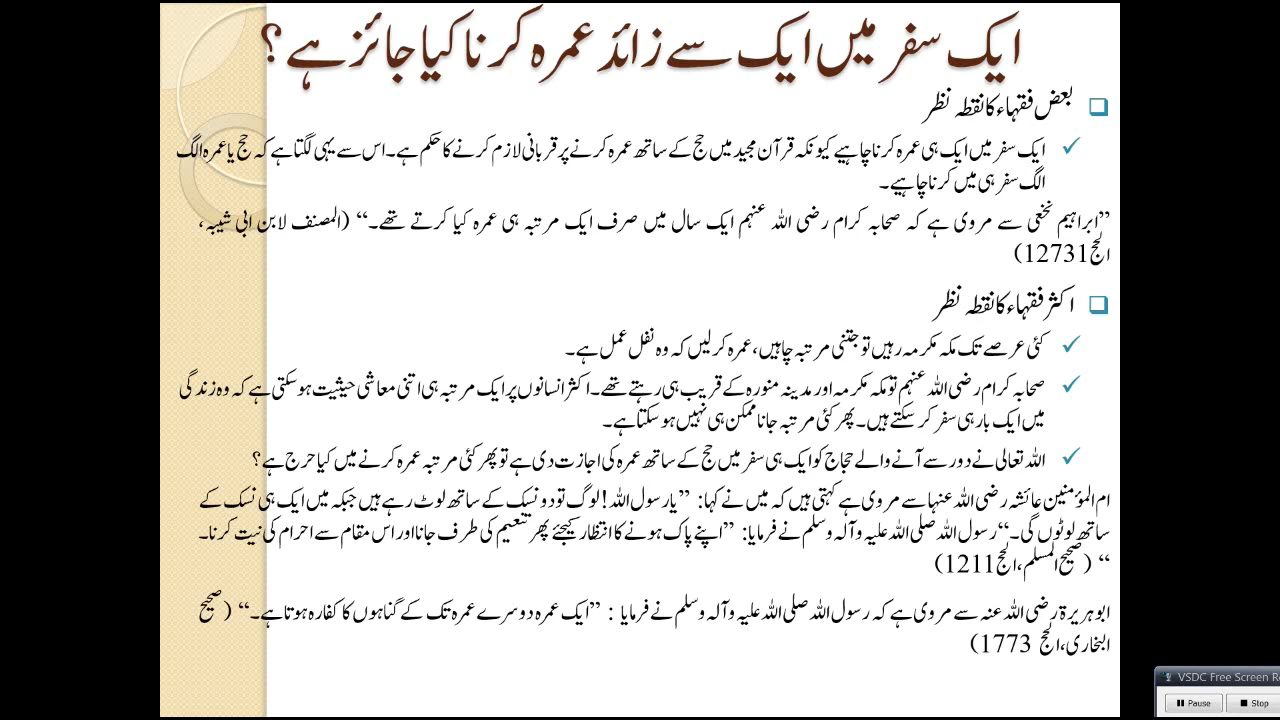 ایک سفر میں ایک سے زائد عمرہ کرنا کیا جائز ہے؟
بعض فقہاء کا نقطہ نظر
ایک سفر میں ایک ہی عمرہ کرنا چاہیے کیونکہ قرآن مجید میں حج کے ساتھ عمرہ کرنے پر قربانی لازم کرنے کا حکم ہے۔ اس سے یہی لگتا ہے کہ حج یا عمرہ الگ
الگ سفر ہی میں کرنا چاہیے۔
”ابراہیم نخعی سے مروی ہے کہ صحابہ کرام رضی اللہ عنہم ایک سال میں صرف ایک مرتبہ ہی عمرہ کیا کرتے تھے۔“ (المصنف لابن ابی شیبہ،
الحج 12731)
اکثر فقہاء کا نقطہ نظر
کئی عرصے تک مکہ مکرمہ رہیں تو جتنی مرتبہ چاہیں، عمرہ کر لیں کہ وہ نفل عمل ہے۔
صحابہ کرام رضی اللہ عنہم تو مکہ مکرمہ اور مدینہ منورہ کے قریب ہی رہتے تھے۔ اکثر انسانوں پر ایک مرتبہ ہی اتنی معاشی حیثیت ہو سکتی ہے کہ وہ زندگی
میں ایک بار ہی سفر کر سکتے ہیں۔ پھر کئی مرتبہ جانا ممکن ہی نہیں ہو سکتا ہے۔
اللہ تعالی نے دور سے آنے والے حجاج کو ایک ہی سفر میں حج کے ساتھ عمرہ کی اجازت دی ہے تو پھر کئی مرتبہ عمرہ کرنے میں کیا حرج ہے؟
ام المؤمنین عائشہ رضی اللہ عنہا سے مروی ہے کہتی ہیں کہ میں نے کہا: ”یا رسول اللہ! لوگ تو دو نسک کے ساتھ لوٹ رہے ہیں جبکہ میں ایک ہی نسک کے
ساتھ لوٹوں گی۔“ رسول اللہ صلی اللہ علیہ وآلہ وسلم نے فرمایا: ”اپنے پاک ہونے کا انتظار کیجئے پھر تنعیم کی طرف جانا اور اس مقام سے احرام کی نیت کرنا۔
“ (صحیح المسلم، الحج 1211)
ابو ہریرۃ رضی اللہ عنہ سے مروی ہے کہ رسول اللہ صلی اللہ علیہ وآلہ وسلم نے فرمایا: ”ایک عمرہ دوسرے عمرہ تک کے گناہوں کا کفارہ ہوتا ہے۔“ (صحیح
البخاری، الحج 1773)
VSDC Free Screen Re
Pause Stop